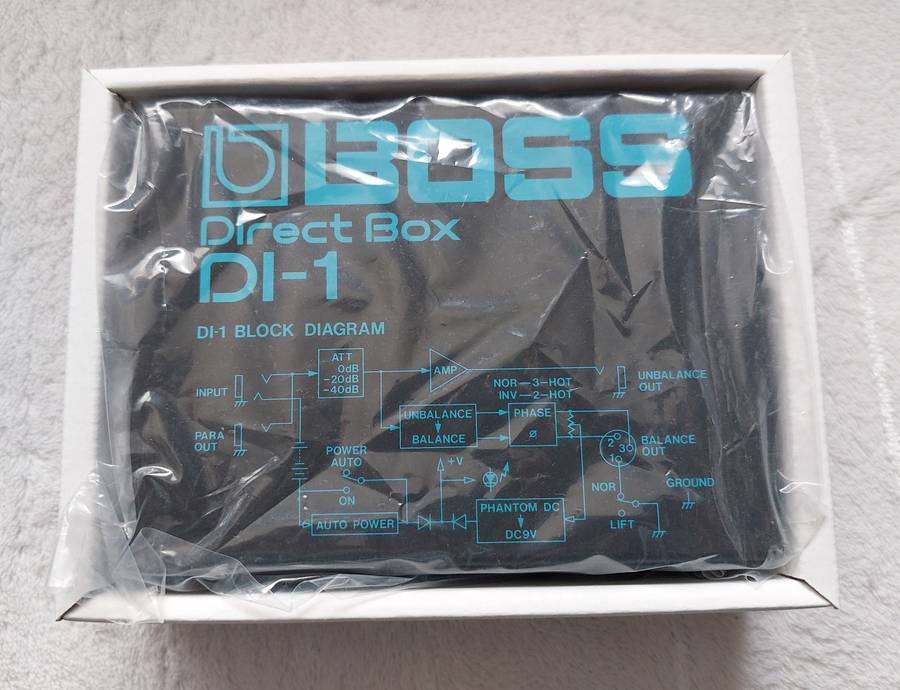 BOSS
Direct Box
DI-1
DI-1 BLOCK DIAGRAM
ATT
0dB
-20dB
-40dB
AMP
INPUT
PARA
OUT
NOR—3-HOT
INV—2-HOT
UNBALANCE
OUT
UNBALANCE
BALANCE
PHASE
ø
2
3
1
BALANCE
OUT
POWER
AUTO
ON
+V
AUTO POWER
PHANTOM DC
DC9V
NOR
LIFT
GROUND